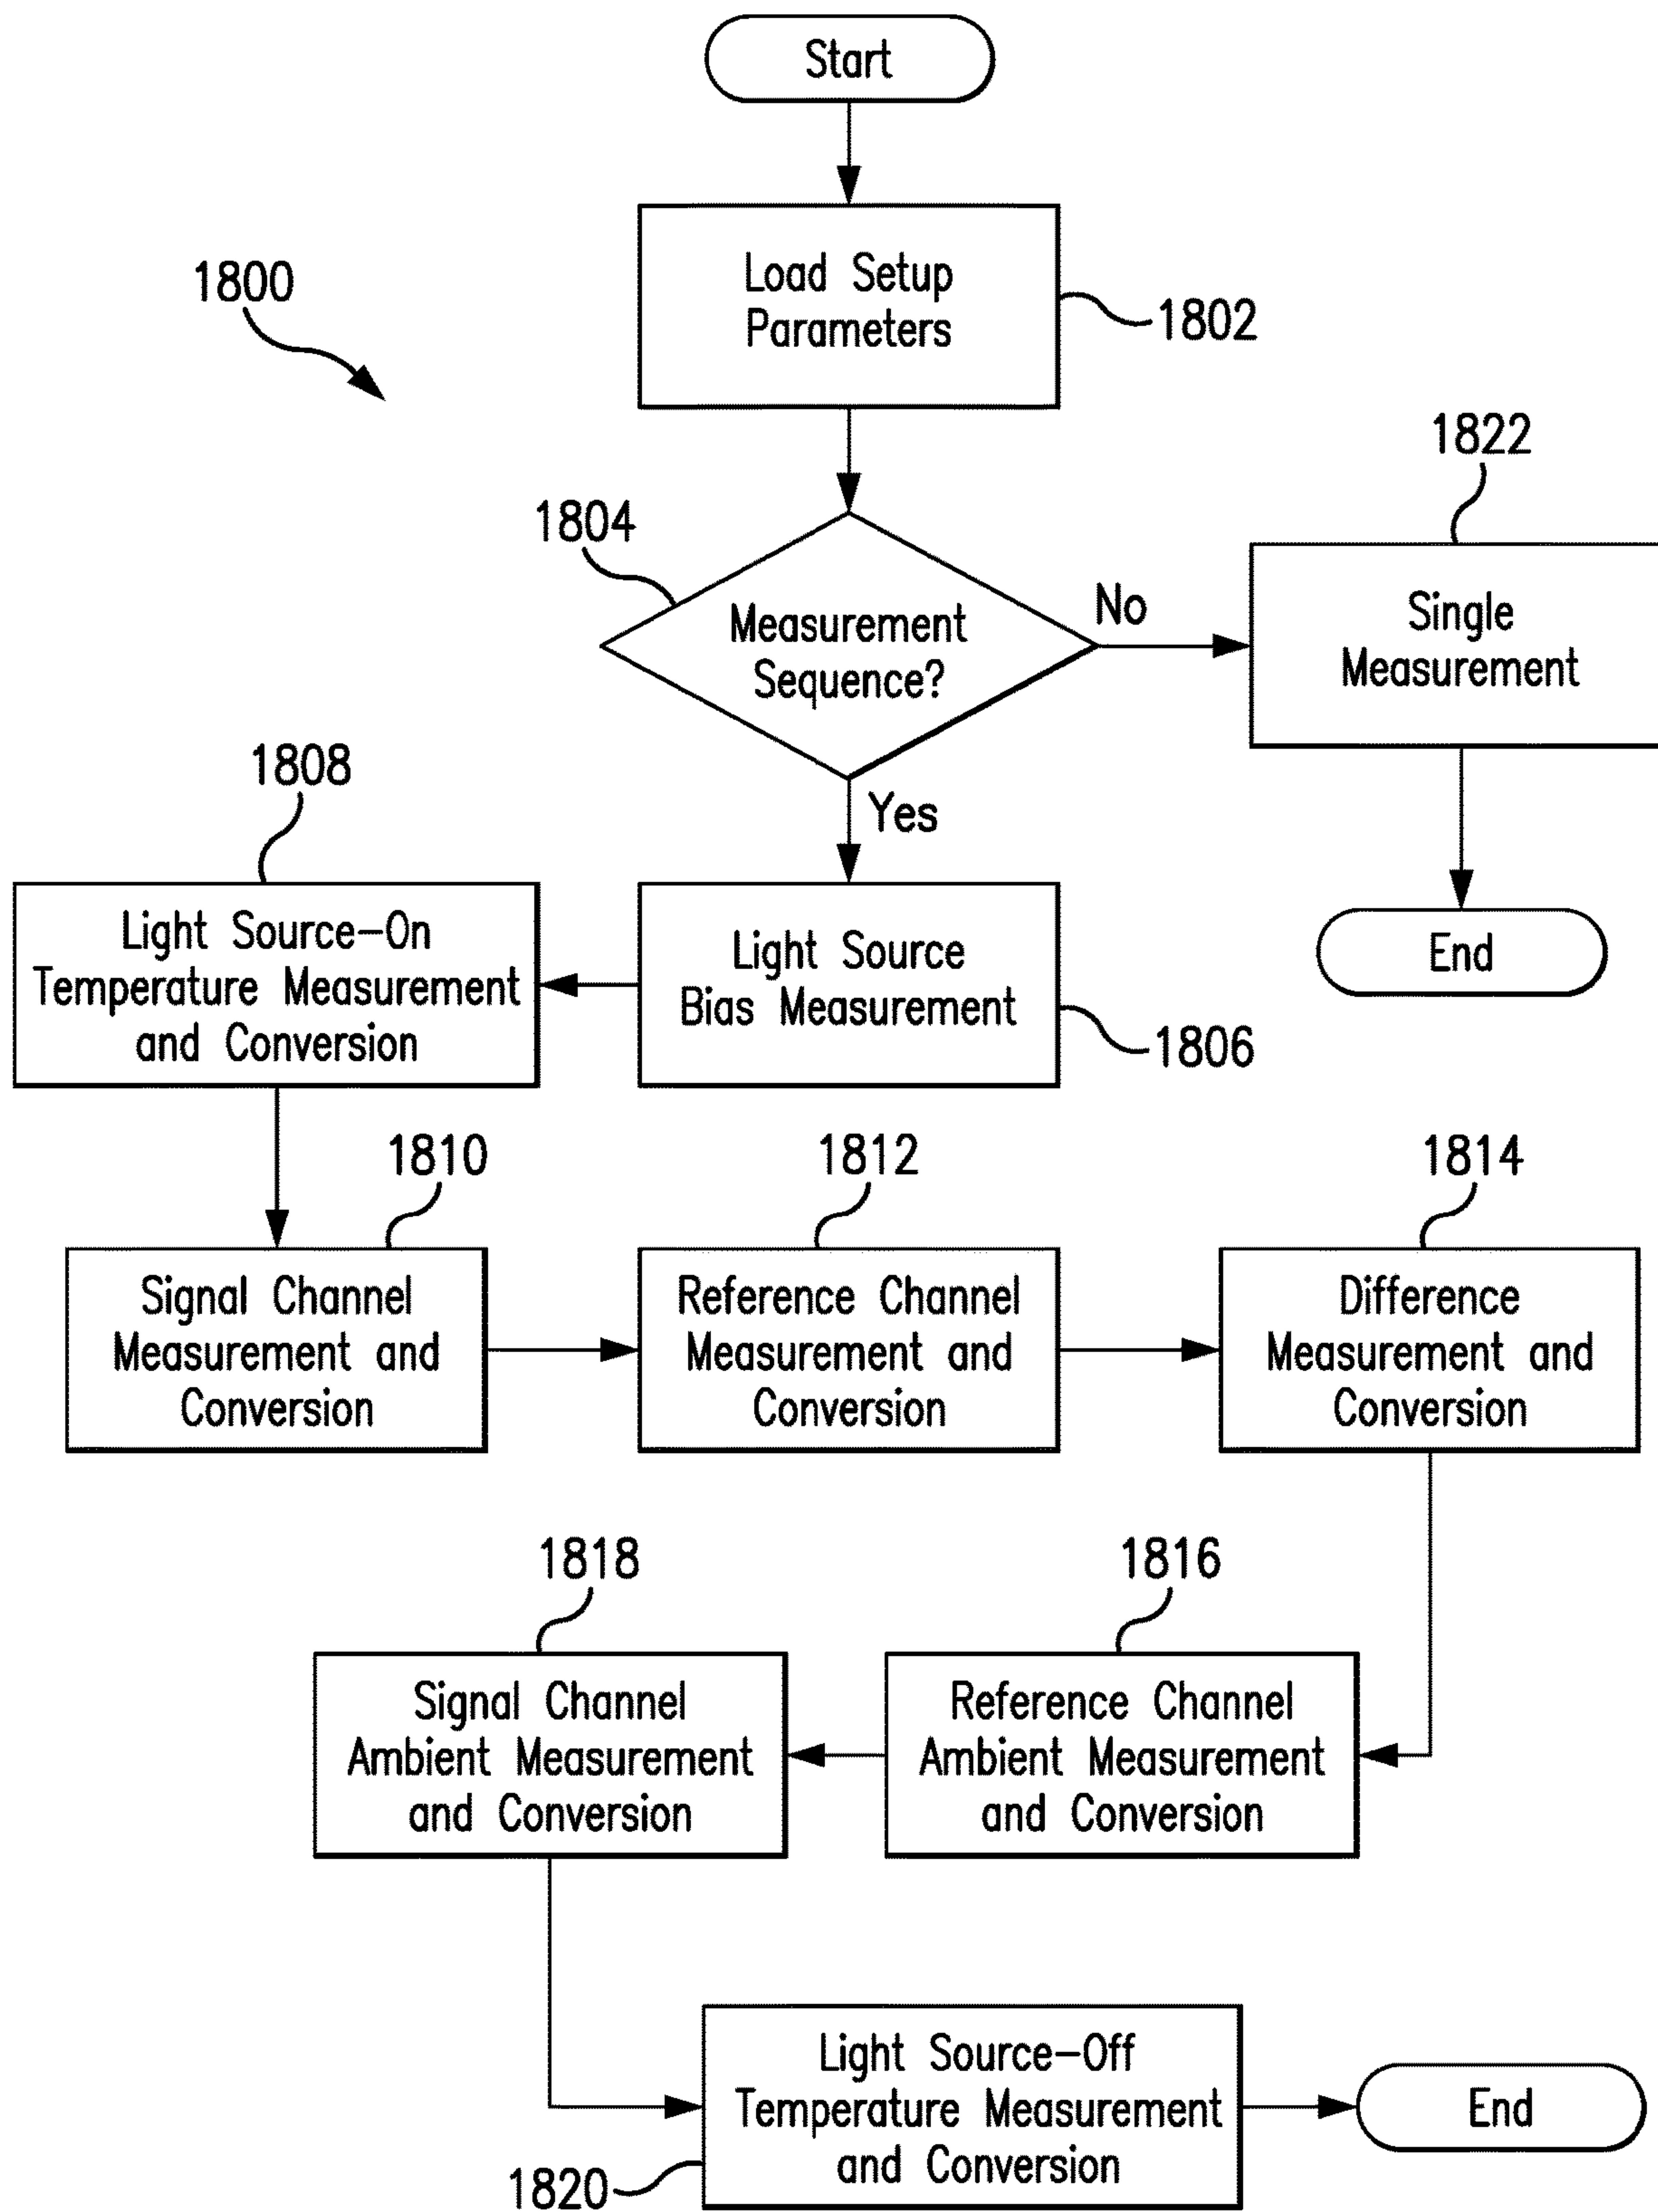 Start
Load Setup
Parameters
1802
1800
1804
Measurement
Sequence?
No
1822
Single
Measurement
End
Yes
Light Source
Bias Measurement
1806
1808
Light Source-On
Temperature Measurement
and Conversion
1810
Signal Channel
Measurement and
Conversion
1812
Reference Channel
Measurement and
Conversion
1814
Difference
Measurement and
Conversion
1816
Reference Channel
Ambient Measurement
and Conversion
1818
Signal Channel
Ambient Measurement
and Conversion
Light Source-Off
Temperature Measurement
and Conversion
1820
End